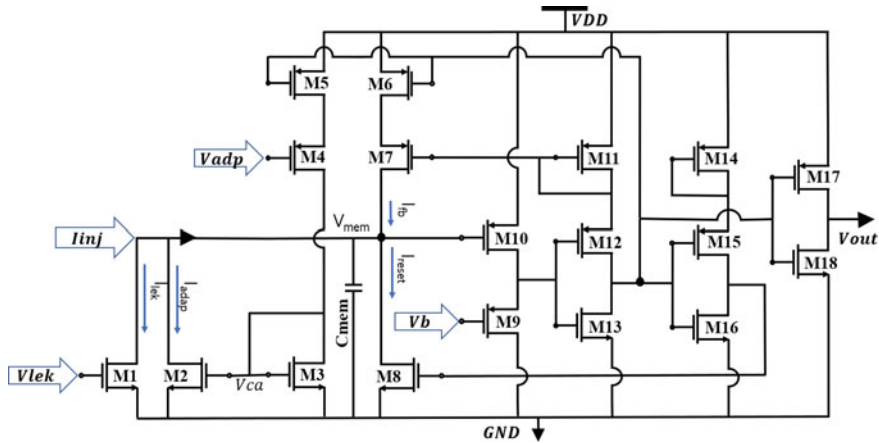 VDD
M5
M6
Vadp
M4
M7
M11
M14
M17
Iinj
Vmem
Ifb
M10
M12
M15
Vout
Ilek
Iadap
Ireset
M18
Cmem
Vb
M9
M13
M16
Vlek
M1
M2
Vca
M3
M8
GND